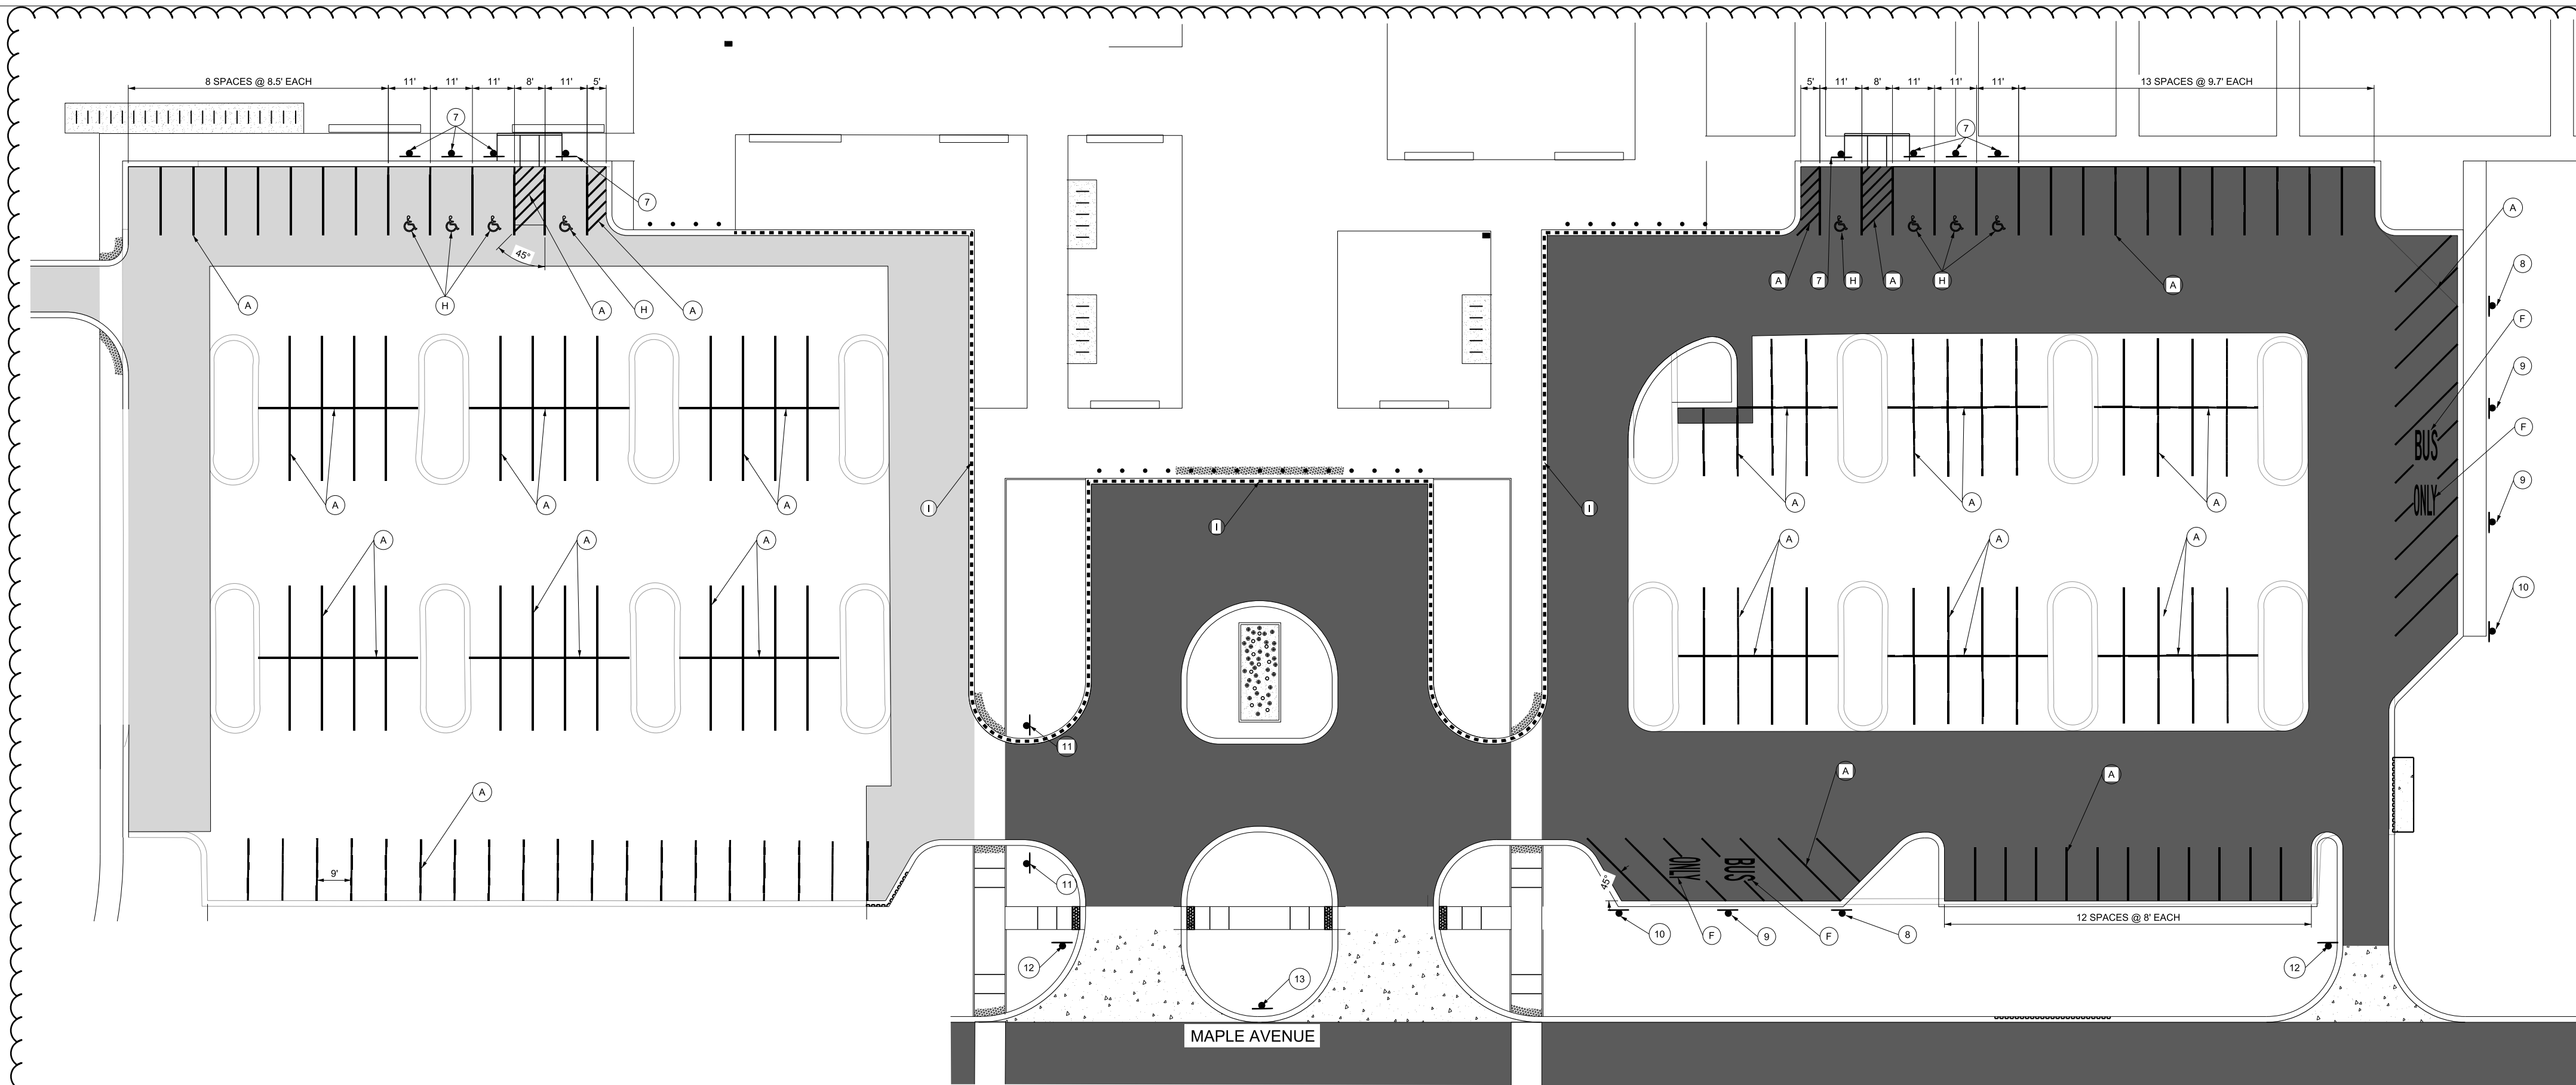 8 SPACES @ 8.5' EACH 11' 11' 11' 8' 11' 5' 5' 11' 8' 11' 11' 11' 13 SPACES @ 9.7' EACH
7 7
7 A
45° 8
A H A H A A 7 H A H A
F
9
F
BUS
A A A A A A
9
ONLY
I I I
A A A A A A
10
11
A A A
11
9' 45° ONLY BUS
12 SPACES @ 8' EACH
10 F 9 F 8
12 12
13
MAPLE AVENUE